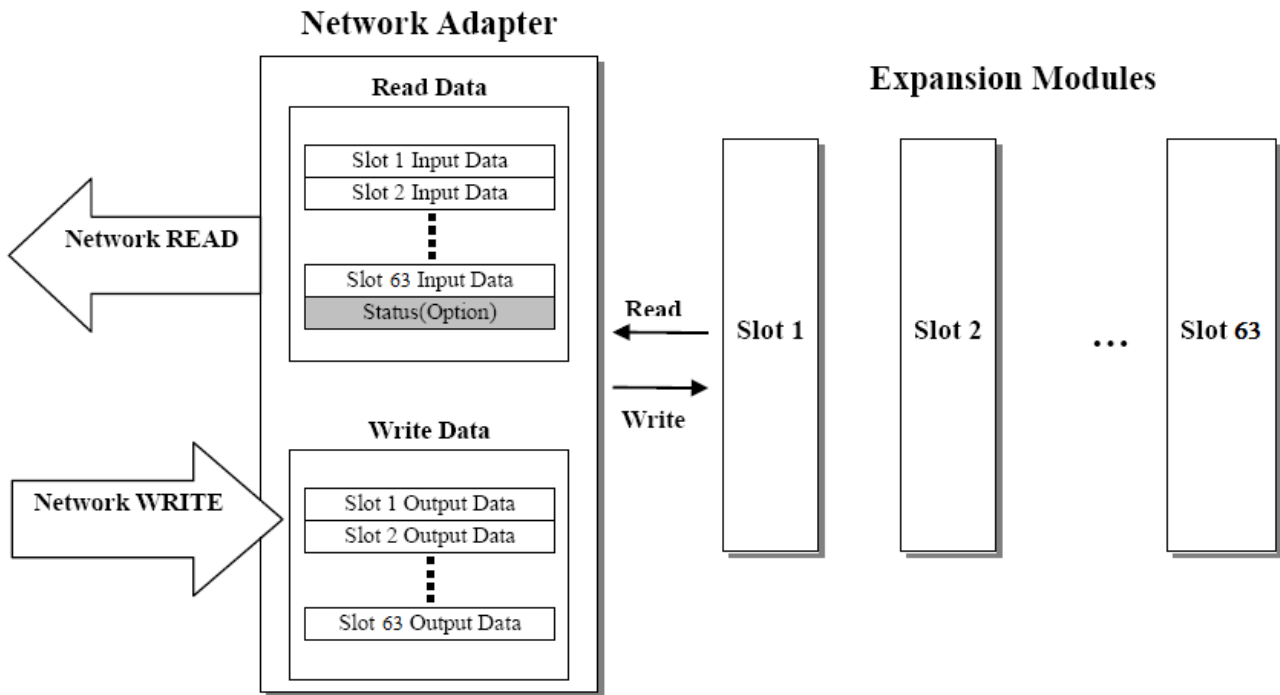 Network Adapter
Read Data
Slot 1 Input Data
Slot 2 Input Data
Slot 63 Input Data
Status(Option)
Network READ
Write Data
Slot 1 Output Data
Slot 2 Output Data
Slot 63 Output Data
Network WRITE
Read
Write
Expansion Modules
Slot 1
Slot 2
...
Slot 63